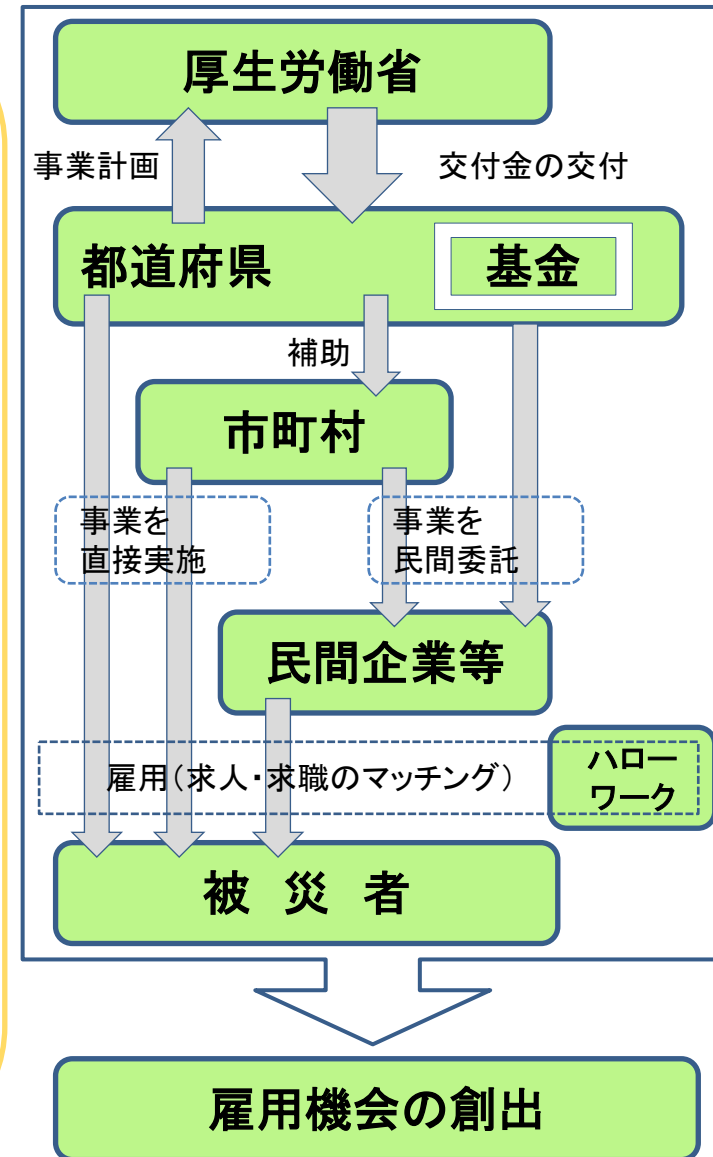 厚生労働省
事業計画
交付金の交付
都道府県
基金
補助
市町村
事業を
直接実施
事業を
民間委託
民間企業等
雇用（求人・求職のマッチング）
ハロー
ワーク
被 災 者
雇用機会の創出